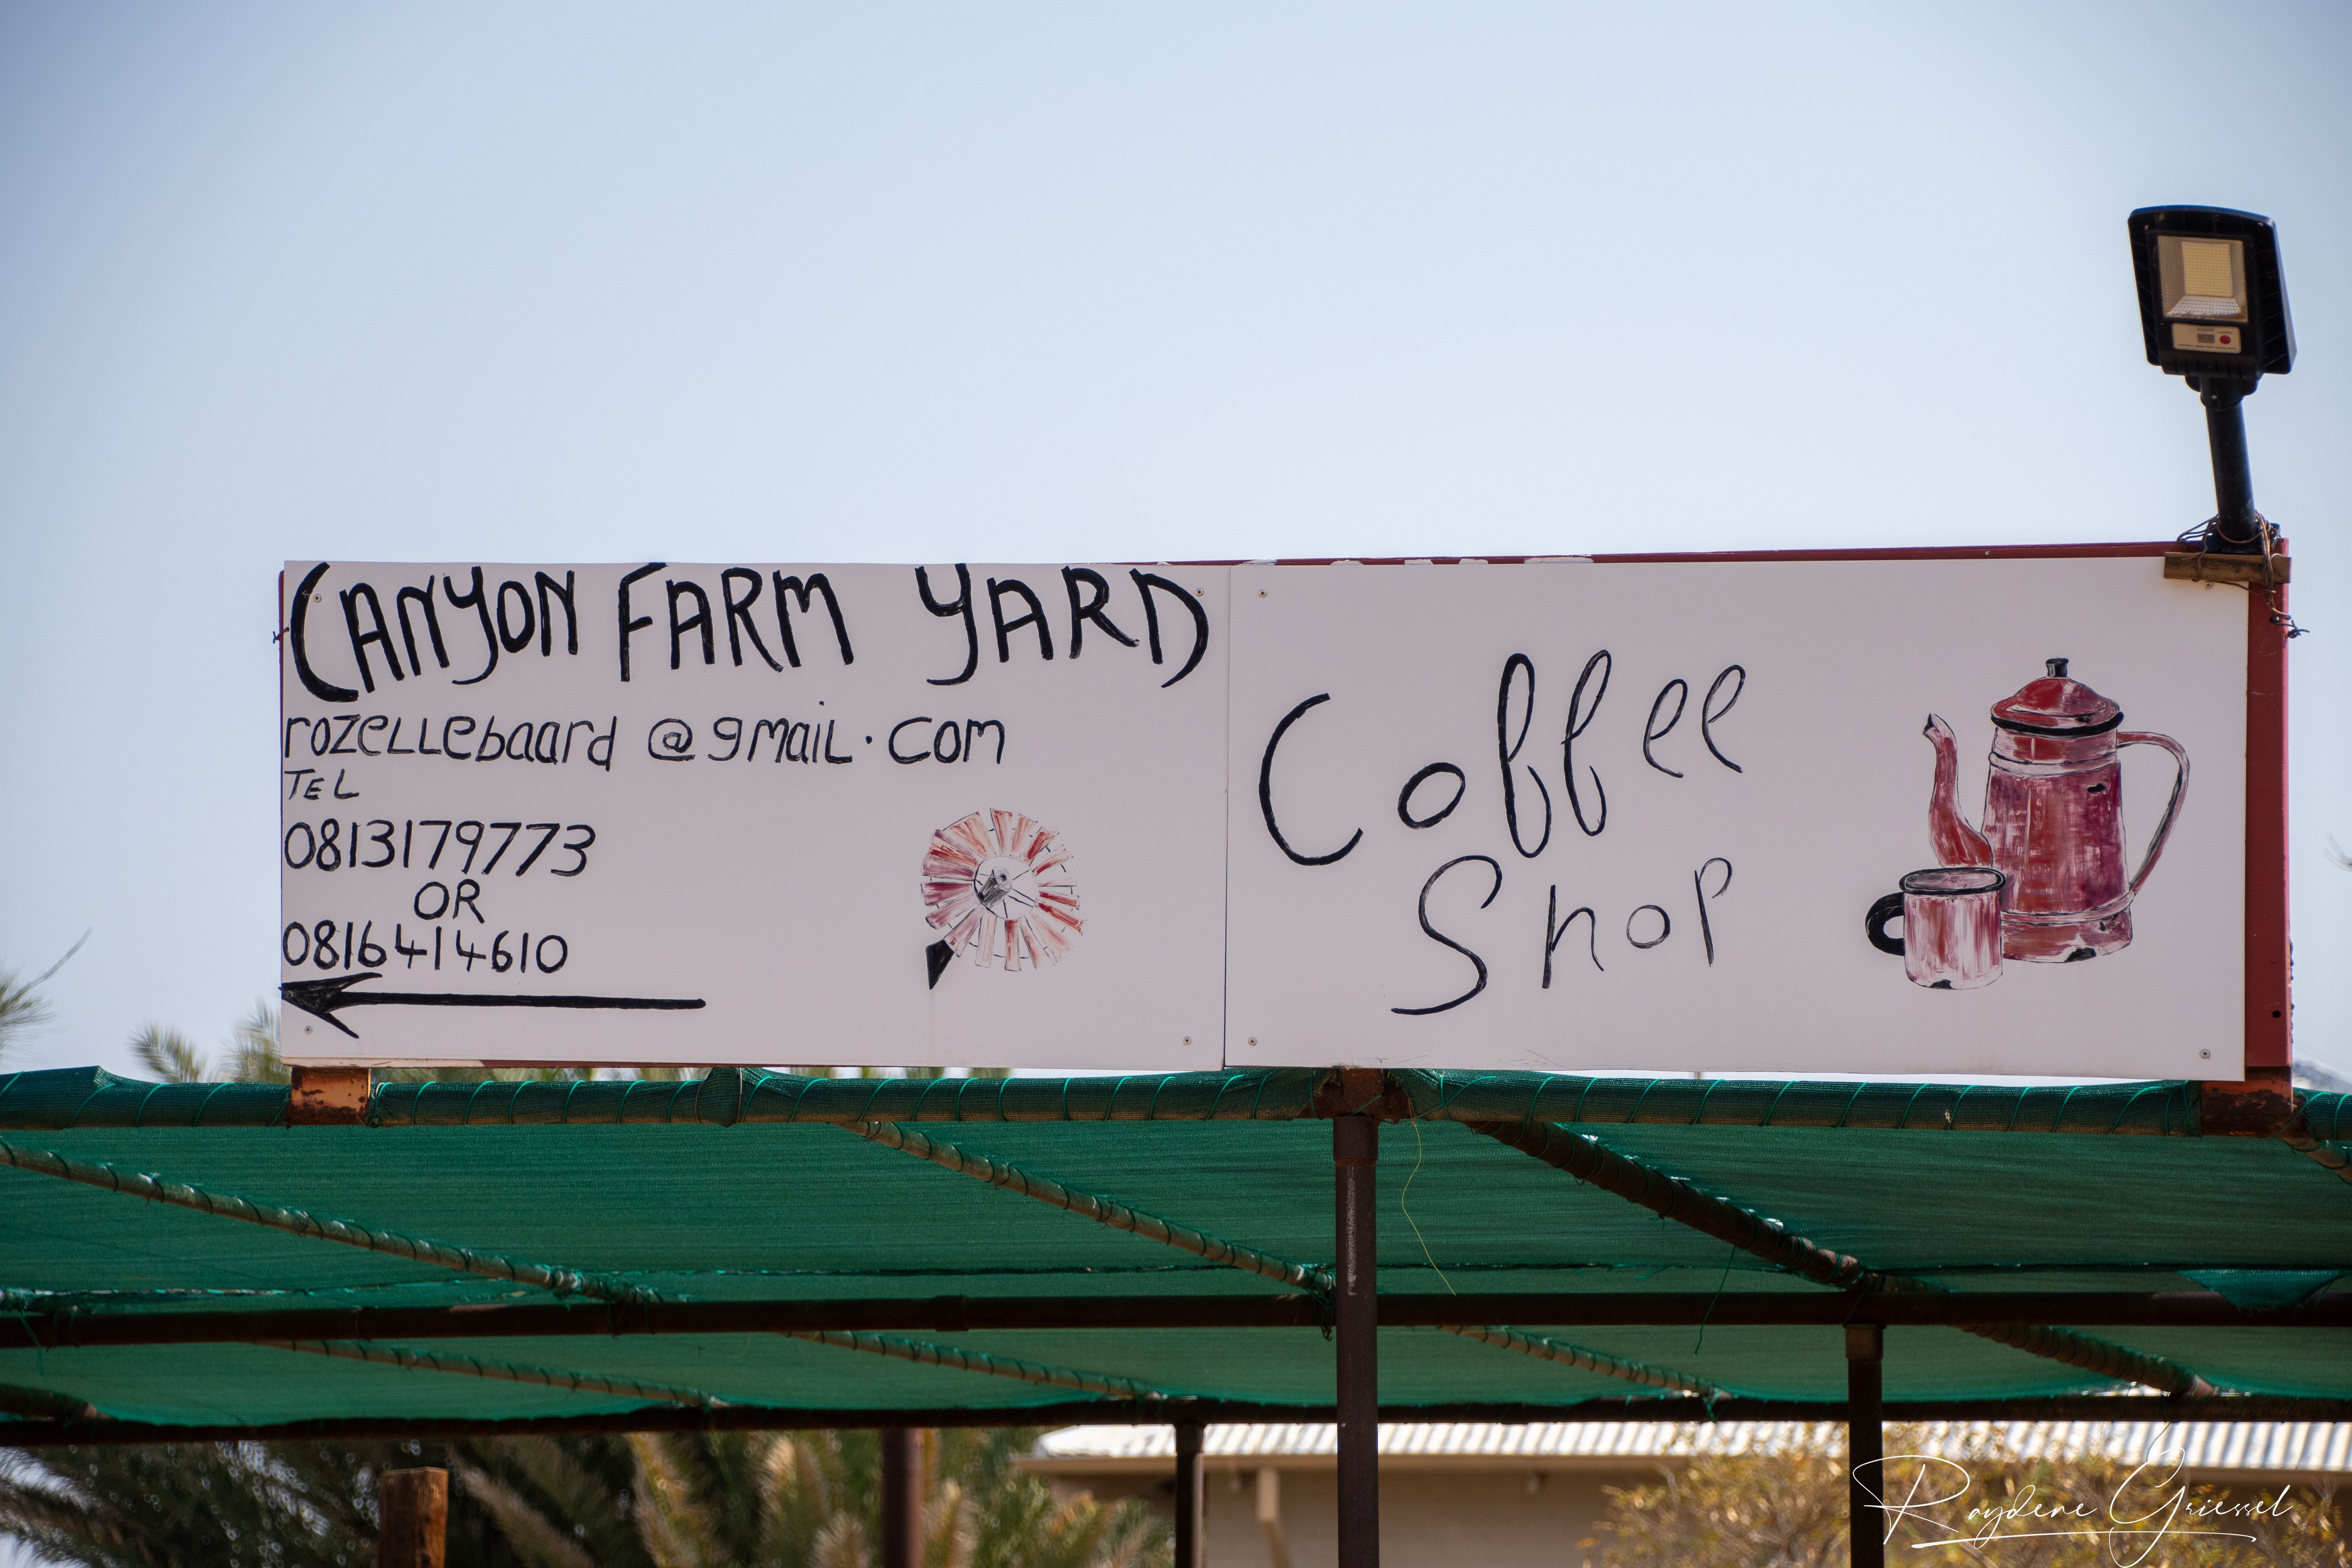 CANYON FARM YARD
rozellebaard @gmail.com
TEL
0813179773
OR
0816414610
Coffee
Shop
Raydene Griessel